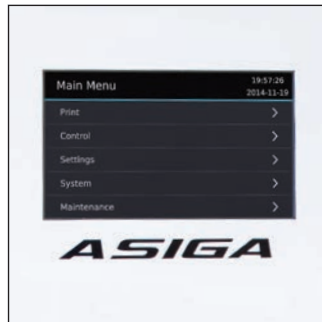 Main Menu
19:57:26
2014-11-19
Print
Control
Settings
System
Maintenance
ASIGA